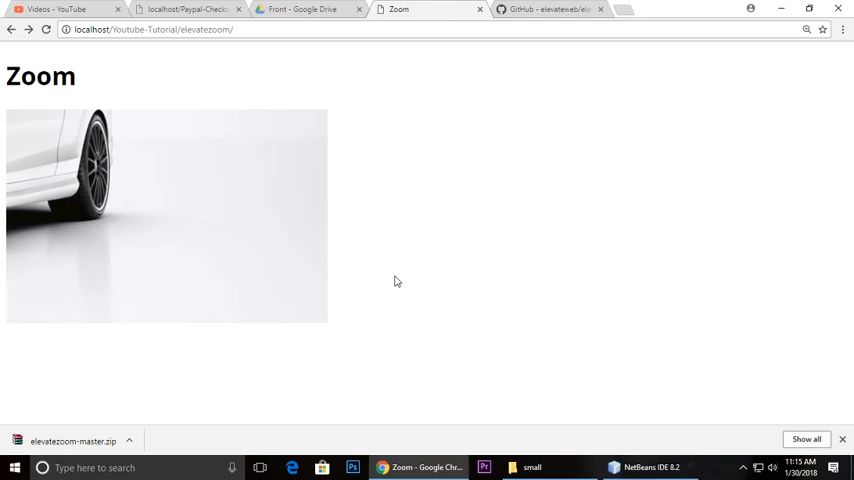 Videos - YouTube
localhost/Paypal-Checko
Front - Google Drive
Zoom
GitHub - elevateweb/ele
localhost/Youtube-Tutorial/elevatezoom/
Zoom
elevatezoom-master.zip
Show all
Type here to search
Zoom - Google Chr...
small
NetBeans IDE 8.2
11:15 AM
1/30/2018